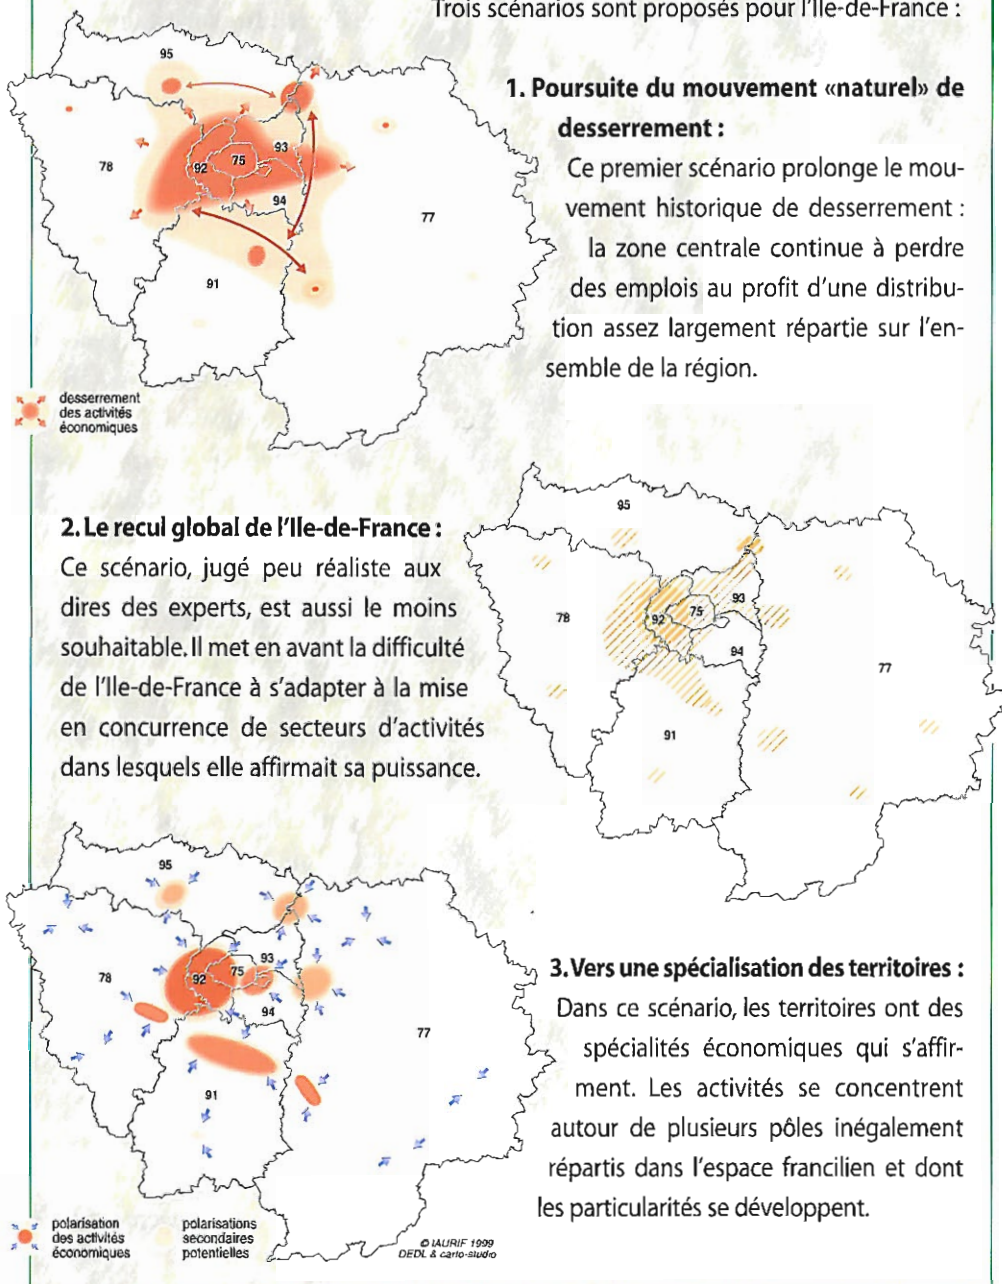 Trois scénarios sont proposés pour l'Ile-de-France :
1. Poursuite du mouvement «naturel» de
desserrement :
Ce premier scénario prolonge le mou-
vement historique de desserrement :
la zone centrale continue à perdre
des emplois au profit d'une distribu-
tion assez largement répartie sur l'en-
semble de la région.
95
78
92
75
93
94
77
91
desserrement
des activités
économiques
2. Le recul global de l'Ile-de-France :
Ce scénario, jugé peu réaliste aux
dires des experts, est aussi le moins
souhaitable. Il met en avant la difficulté
de l'Ile-de-France à s'adapter à la mise
en concurrence de secteurs d'activités
dans lesquels elle affirmait sa puissance.
95
78
92
75
93
94
77
91
3. Vers une spécialisation des territoires :
Dans ce scénario, les territoires ont des
spécialités économiques qui s'affir-
ment. Les activités se concentrent
autour de plusieurs pôles inégalement
répartis dans l'espace francilien et dont
les particularités se développent.
95
78
92
75
93
94
77
91
polarisation
des activités
économiques
polarisations
secondaires
potentielles
© IAURIF 1999
DEDL & carto-studio